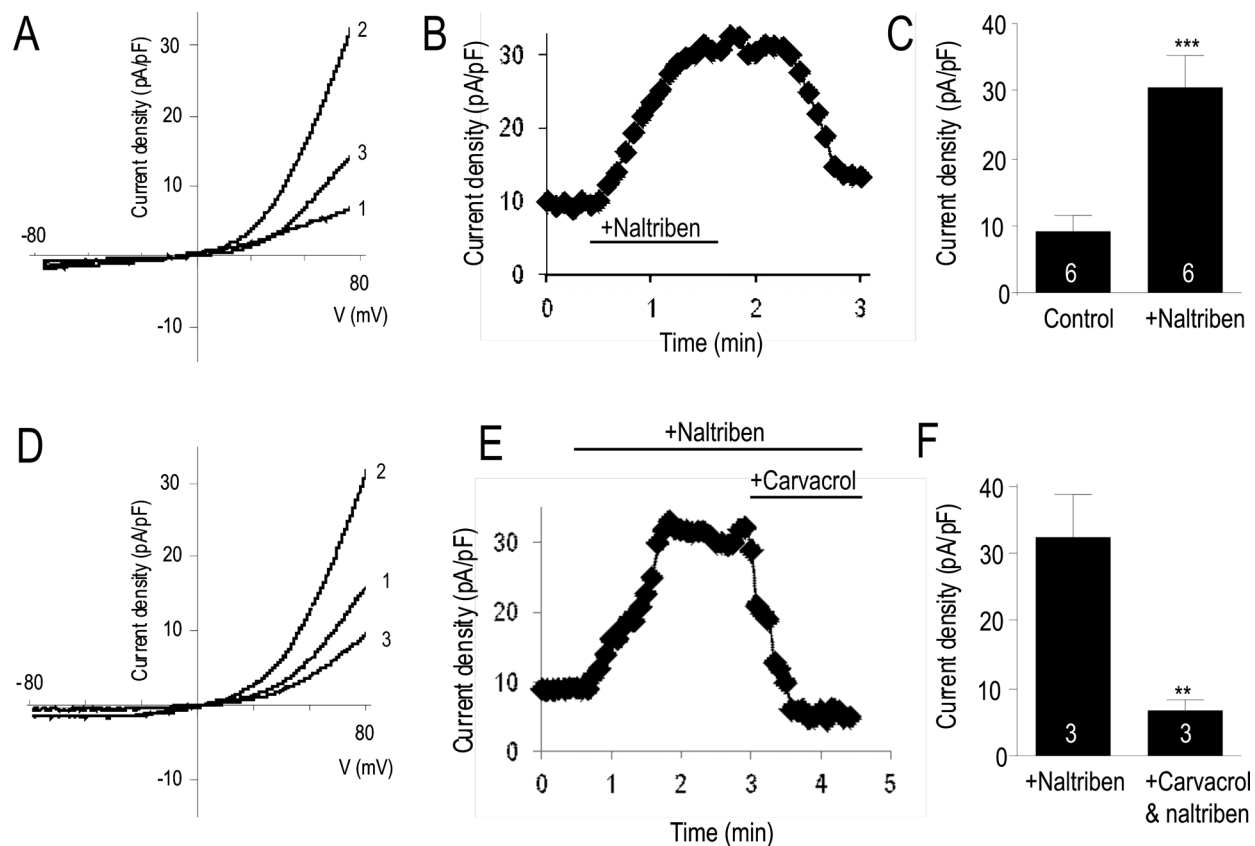 A
Current density (pA/pF)
30
20
10
-10
-80
80
V (mV)
2
3
1
B
Current density (pA/pF)
30
20
10
0
+Naltriben
0 1 2 3
Time (min)
C
Current density (pA/pF)
40
30
20
10
0
***
6 6
Control +Naltriben
D
Current density (pA/pF)
30
20
10
-10
-80
80
V (mV)
2
1
3
E
+Naltriben
+Carvacrol
Current density (pA/pF)
30
20
10
0
0 1 2 3 4 5
Time (min)
F
Current density (pA/pF)
40
30
20
10
0
**
3 3
+Naltriben +Carvacrol
& naltriben